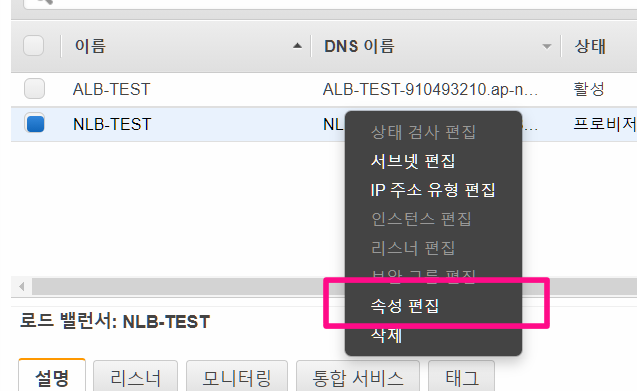 이름 DNS 이름 상태
ALB-TEST ALB-TEST-910493210.ap-n... 활성
NLB-TEST 프로비저
상태 검사 편집
서브넷 편집
IP 주소 유형 편집
인스턴스 편집
리스너 편집
보안 그룹 편집
속성 편집
삭제
로드 밸런서: NLB-TEST
설명 리스너 모니터링 통합 서비스 태그